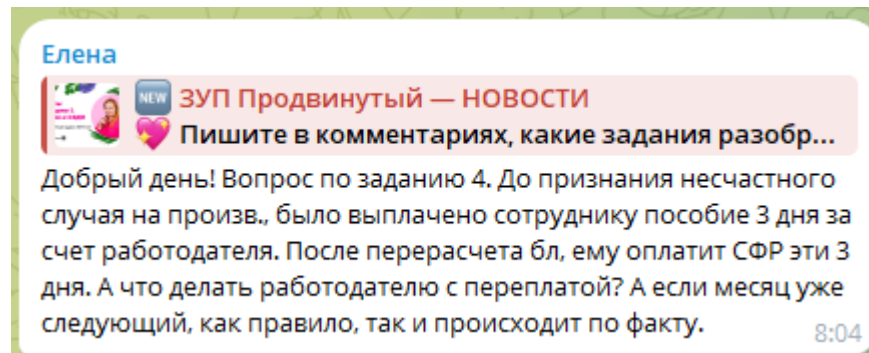 Елена
NEW ЗУП Продвинутый — НОВОСТИ
Пишите в комментариях, какие задания разобр...
Добрый день! Вопрос по заданию 4. До признания несчастного
случая на произв., было выплачено сотруднику пособие 3 дня за
счет работодателя. После перерасчета бл, ему оплатит СФР эти 3
дня. А что делать работодателю с переплатой? А если месяц уже
следующий, как правило, так и происходит по факту.
8:04